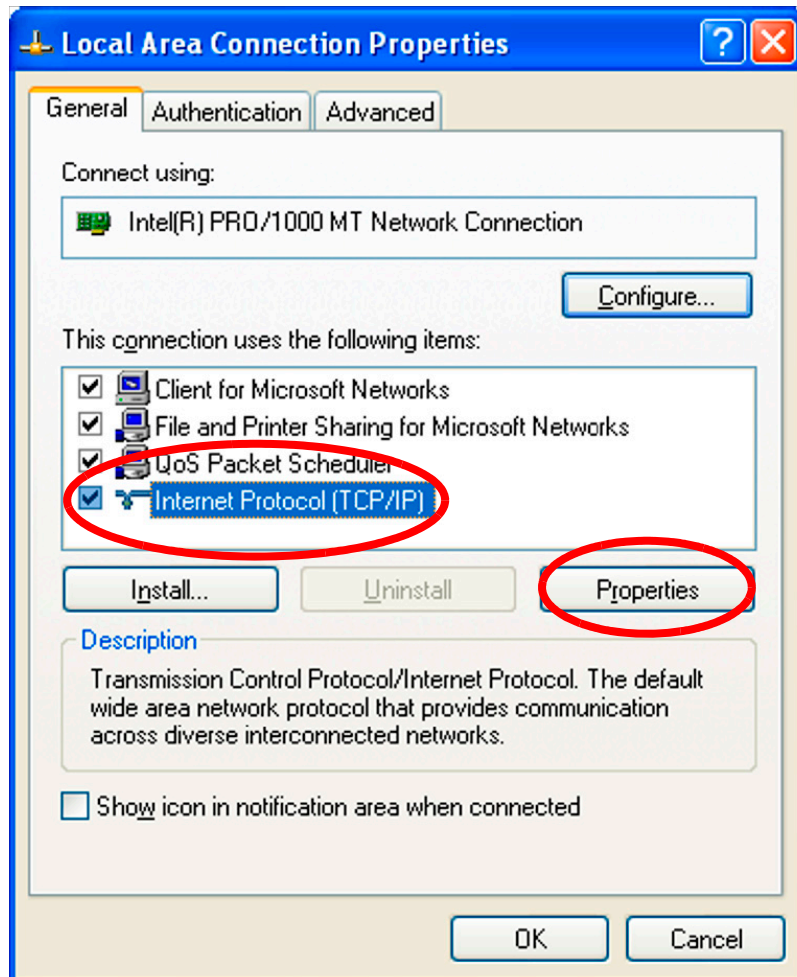 Local Area Connection Properties
General Authentication Advanced
Connect using:
Intel(R) PRO/1000 MT Network Connection
Configure...
This connection uses the following items:
Client for Microsoft Networks
File and Printer Sharing for Microsoft Networks
QoS Packet Scheduler
Internet Protocol (TCP/IP)
Install... Uninstall Properties
Description
Transmission Control Protocol/Internet Protocol. The default
wide area network protocol that provides communication
across diverse interconnected networks.
Show icon in notification area when connected
OK Cancel